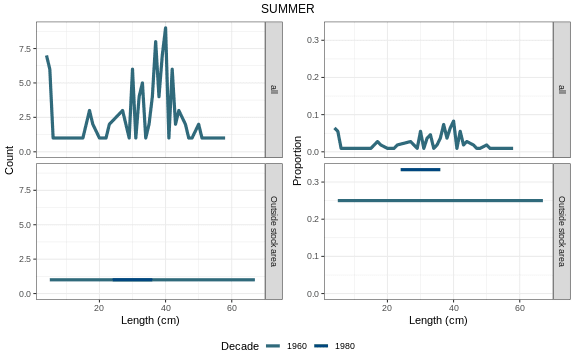 SUMMER
Count
7.5
5.0
2.5
0.0
all
7.5
5.0
2.5
0.0
Outside stock area
20
40
60
Length (cm)
Proportion
0.3
0.2
0.1
0.0
all
0.3
0.2
0.1
0.0
Outside stock area
20
40
60
Length (cm)
Decade
1960
1980